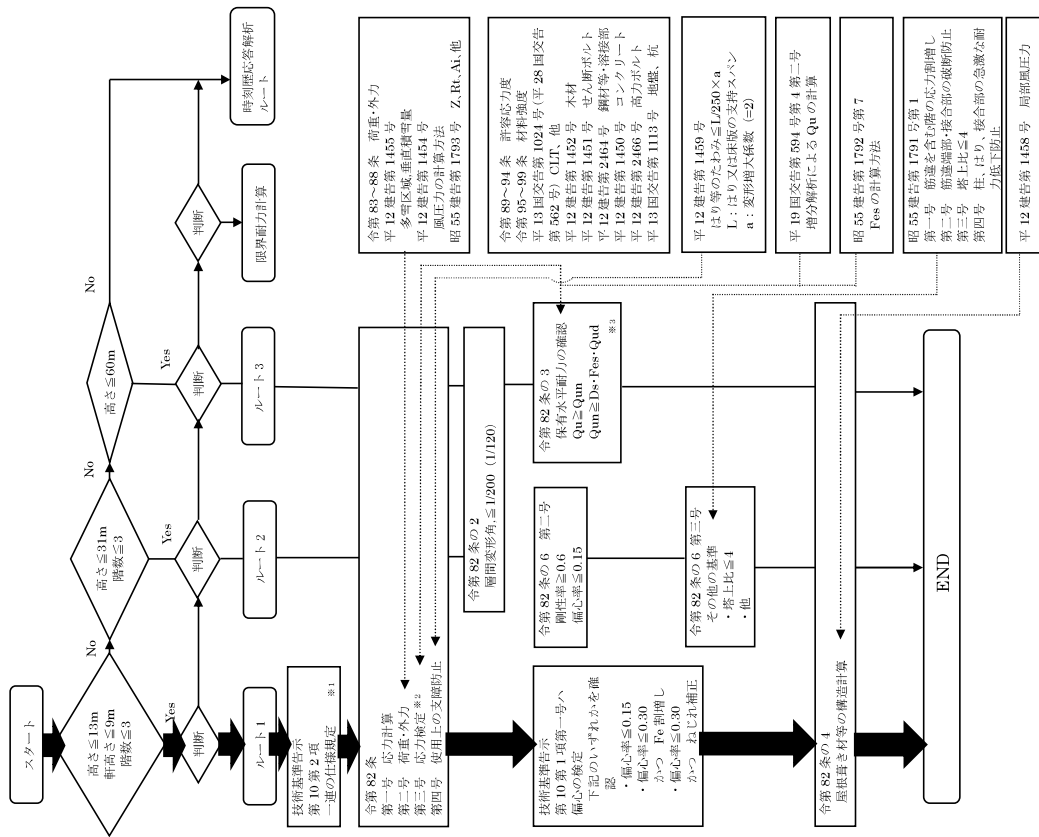 スタート
高さ≦13m
軒高さ≦9m
階数≦3
No
高さ≦31m
階数≦3
No
高さ≦60m
No
Yes
Yes
Yes
判断
判断
判断
判断
時刻歴応答解析
ルート
限界耐力計算
ルート1
ルート2
ルート3
技術基準告示
第10第2項
一連の仕様規定
※1
令第82条
第一号 応力計算
第二号 荷重・外力
第三号 応力検定※2
第四号 使用上の支障防止
令第82条の2
層間変形角,≦1/200 (1/120)
技術基準告示
第10第1項第一号ハ
偏心の検定
下記のいずれかを確
認
・偏心率≦0.15
・偏心率≦0.30
かつ Fe割増し
・偏心率≦0.30
かつ ねじれ補正
令第82条の6 第二号
剛性率≧0.6
偏心率≦0.15
令第82条の6 第三号
その他の基準
・塔上比≦4
・他
令第82条の3
保有水平耐力の確認
Qu≧Qun
Qun≧Ds・Fes・Qud
※3
令第82条の4
屋根葺き材等の構造計算
END
令第83~88条 荷重・外力
平12建告第1455号
多雪区域,垂直積雪量
平12建告第1454号
風圧力の計算方法
昭55建告第1793号 Z,Rt,Ai,他
令第89~94条 許容応力度
令第95~99条 材料強度
平13国交告第1024号(平28国交告
第562号) CLT、他
平12建告第1452号 木材
平12建告第1451号 せん断ボルト
平12建告第2464号 鋼材等・溶接部
平12建告第1450号 コンクリート
平12建告第2466号 高力ボルト
平13国交告第1113号 地盤、杭
平12建告第1459号
はり等のたわみ≦L/250×a
L:はり又は床版の支持スパン
a:変形増大係数 (=2)
平19国交告第594号第4第二号
増分解析によるQuの計算
昭55建告第1792号第7
Fesの計算方法
昭55建告第1791号第1
第一号 筋違を含む階の応力割増し
第二号 筋違端部・接合部の破断防止
第三号 塔上比≦4
第四号 柱、はり、接合部の急激な耐
力低下防止
平12建告第1458号 局部風圧力